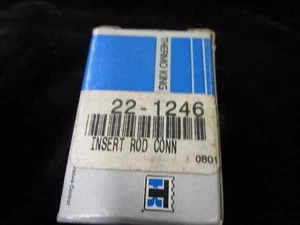 THERMO KING
22-1246
INSERT ROD CONN
0801